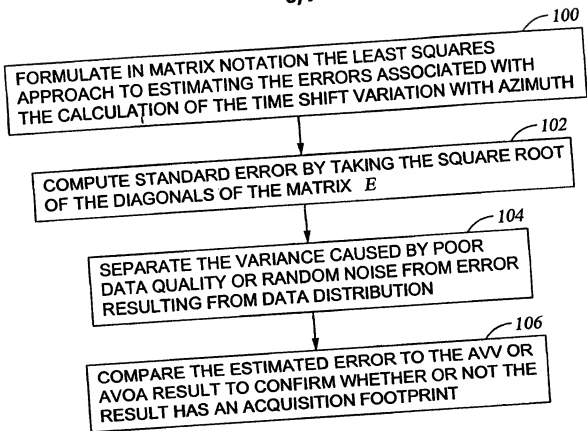 100
FORMULATE IN MATRIX NOTATION THE LEAST SQUARES
APPROACH TO ESTIMATING THE ERRORS ASSOCIATED WITH
THE CALCULATION OF THE TIME SHIFT VARIATION WITH AZIMUTH
102
COMPUTE STANDARD ERROR BY TAKING THE SQUARE ROOT
OF THE DIAGONALS OF THE MATRIX E
104
SEPARATE THE VARIANCE CAUSED BY POOR
DATA QUALITY OR RANDOM NOISE FROM ERROR
RESULTING FROM DATA DISTRIBUTION
106
COMPARE THE ESTIMATED ERROR TO THE AVV OR
AVOA RESULT TO CONFIRM WHETHER OR NOT THE
RESULT HAS AN ACQUISITION FOOTPRINT